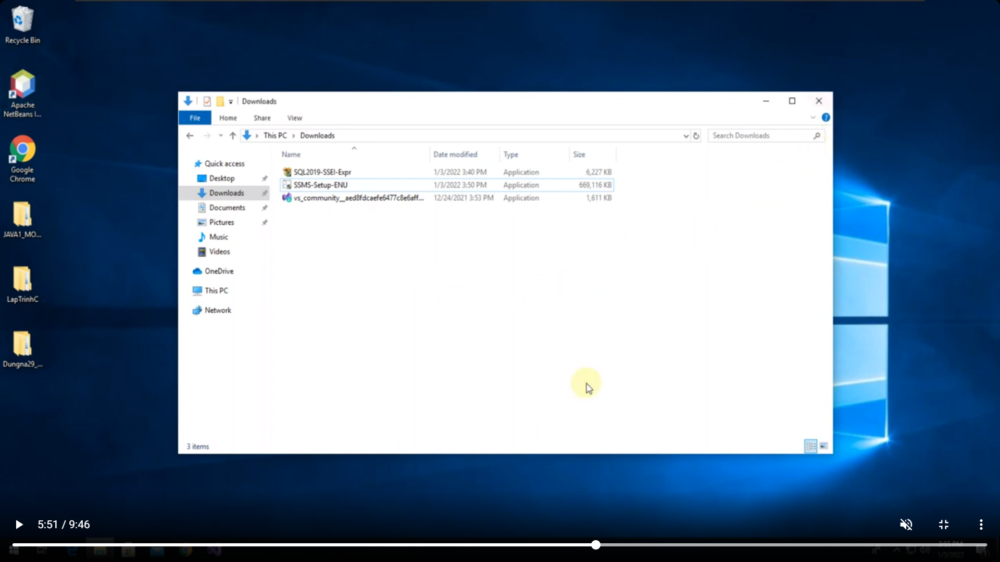 Recycle Bin
Apache
NetBeans I...
Google
Chrome
JAVA1_MO...
LapTrinhC
Dungna29_...
Downloads
File Home Share View
This PC Downloads
Search Downloads
Name Date modified Type Size
SQL2019-SSEI-Expr 1/3/2022 3:40 PM Application 6,227 KB
SSMS-Setup-ENU 1/3/2022 3:50 PM Application 669,116 KB
vs_community__aed8fdcaefe6477c8e6aff... 12/24/2021 3:53 PM Application 1,611 KB
Quick access
Desktop
Downloads
Documents
Pictures
Music
Videos
OneDrive
This PC
Network
3 items
5:51 / 9:46
1/3/2022